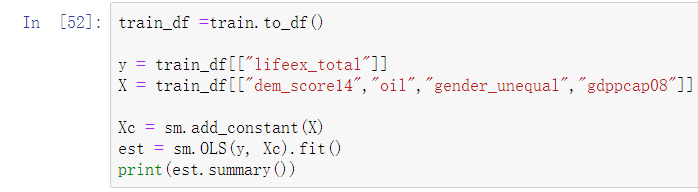 In [52]: train_df =train.to_df()
y = train_df[["lifeex_total"]]
X = train_df[["dem_score14","oil","gender_unequal","gdppcap08"]]
Xc = sm.add_constant(X)
est = sm.OLS(y, Xc).fit()
print(est.summary())